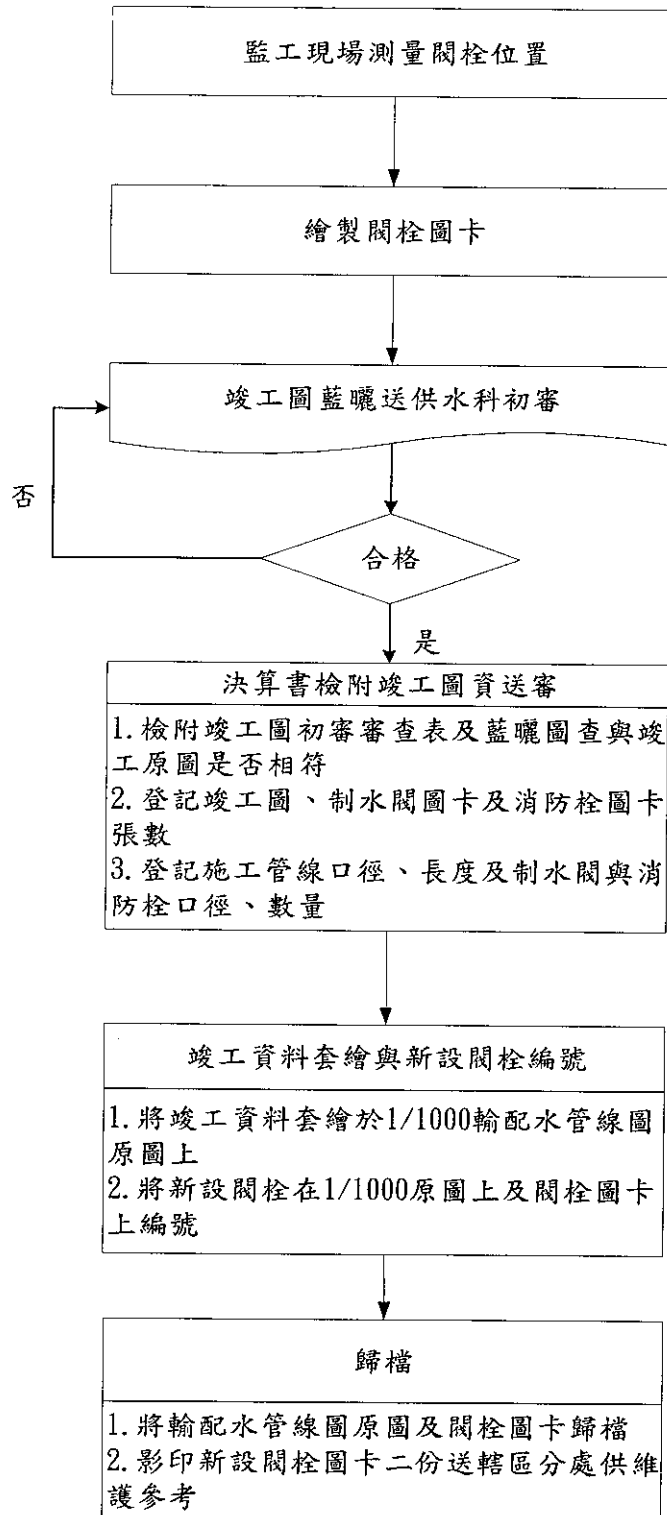 監工現場測量閥栓位置
繪製閥栓圖卡
竣工圖藍曬送供水科初審
否
合格
是
決算書檢附竣工圖資送審
1.檢附竣工圖初審審查表及藍曬圖查與竣
工原圖是否相符
2.登記竣工圖、制水閥圖卡及消防栓圖卡
張數
3.登記施工管線口徑、長度及制水閥與消
防栓口徑、數量
竣工資料套繪與新設閥栓編號
1.將竣工資料套繪於1/1000輸配水管線圖
原圖上
2.將新設閥栓在1/1000原圖上及閥栓圖卡
上編號
歸檔
1.將輸配水管線圖原圖及閥栓圖卡歸檔
2.影印新設閥栓圖卡二份送轄區分處供維
護參考